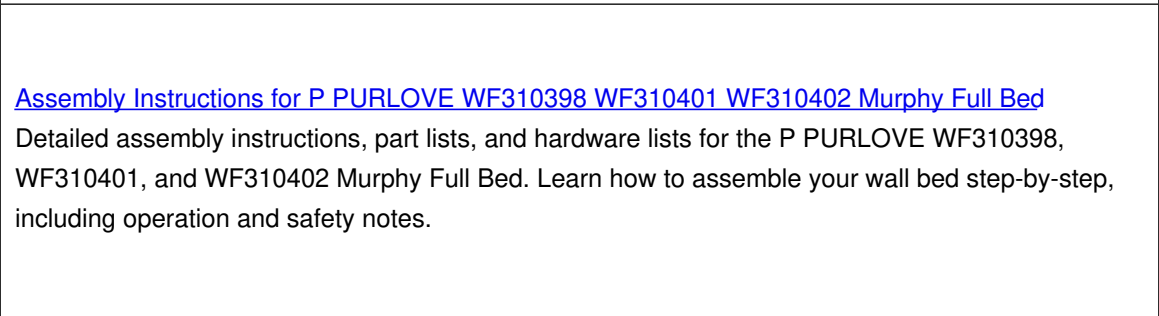 Assembly Instructions for P PURLOVE WF310398 WF310401 WF310402 Murphy Full Bed
Detailed assembly instructions, part lists, and hardware lists for the P PURLOVE WF310398,
WF310401, and WF310402 Murphy Full Bed. Learn how to assemble your wall bed step-by-step,
including operation and safety notes.